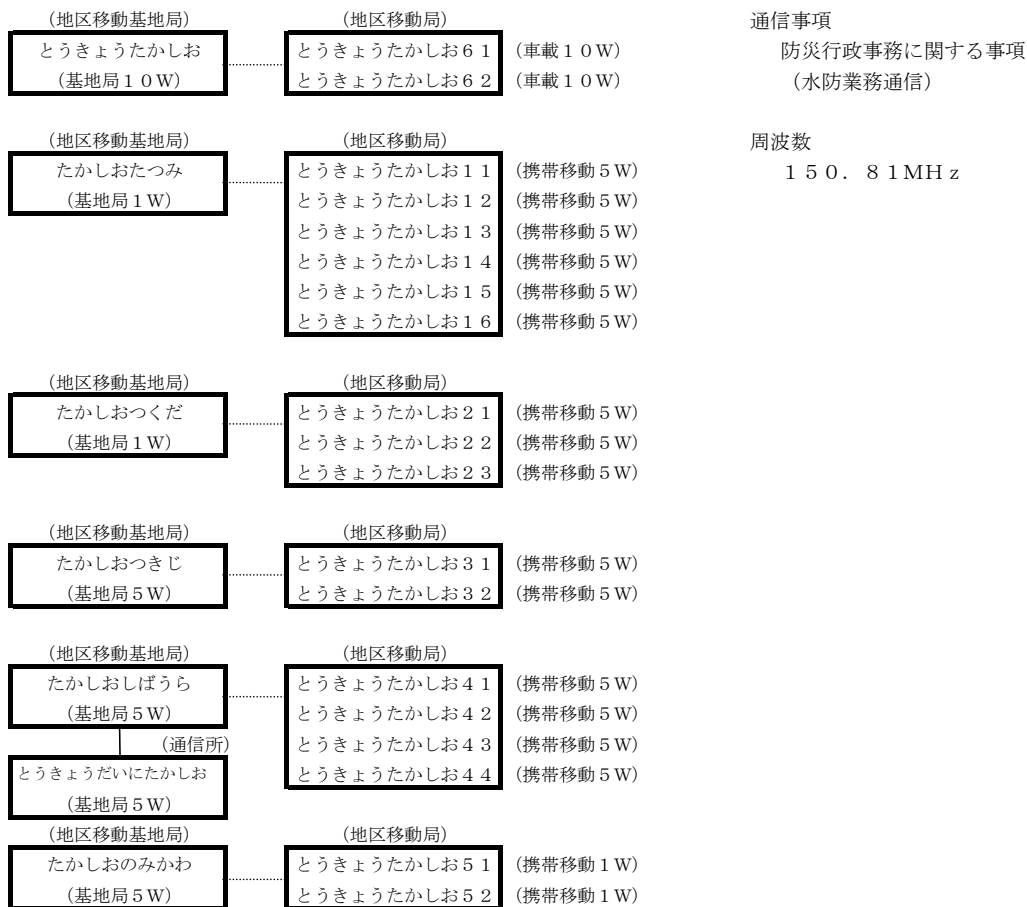 （地区移動基地局） （地区移動局） 通信事項
とうきょうたかしお とうきょうたかしお６１ （車載１０W） 防災行政事務に関する事項
（基地局１０W） とうきょうたかしお６２ （車載１０W） （水防業務通信）
（地区移動基地局） （地区移動局） 周波数
たかしおたつみ とうきょうたかしお１１ （携帯移動５W） １５０．８１MHｚ
（基地局１W） とうきょうたかしお１２ （携帯移動５W）
とうきょうたかしお１３ （携帯移動５W）
とうきょうたかしお１４ （携帯移動５W）
とうきょうたかしお１５ （携帯移動５W）
とうきょうたかしお１６ （携帯移動５W）
（地区移動基地局） （地区移動局）
たかしおつくだ とうきょうたかしお２１ （携帯移動５W）
（基地局１W） とうきょうたかしお２２ （携帯移動５W）
とうきょうたかしお２３ （携帯移動５W）
（地区移動基地局） （地区移動局）
たかしおつきじ とうきょうたかしお３１ （携帯移動５W）
（基地局５W） とうきょうたかしお３２ （携帯移動５W）
（地区移動基地局） （地区移動局）
たかしおしばうら とうきょうたかしお４１ （携帯移動５W）
（基地局５W） とうきょうたかしお４２ （携帯移動５W）
（通信所） とうきょうたかしお４３ （携帯移動５W）
とうきょうだいにたかしお とうきょうたかしお４４ （携帯移動５W）
（基地局５W）
（地区移動基地局） （地区移動局）
たかしおのみかわ とうきょうたかしお５１ （携帯移動１W）
（基地局５W） とうきょうたかしお５２ （携帯移動１W）